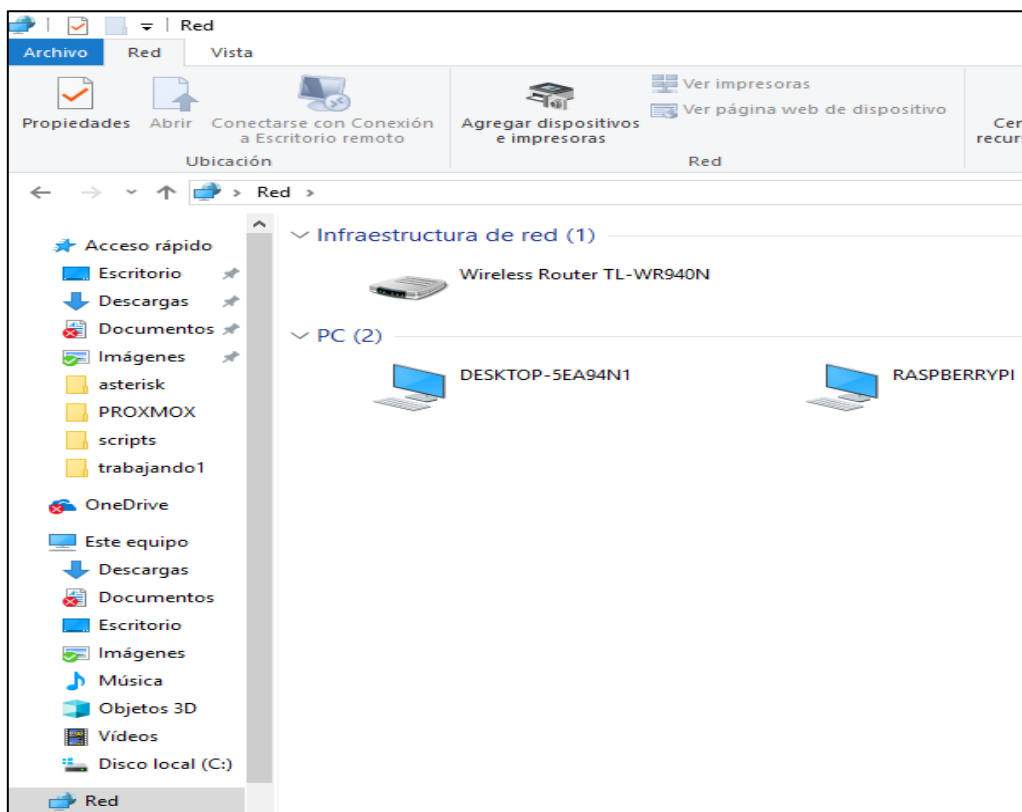 Red
Archivo Red Vista
Propiedades Abrir Conectarse con Conexión
a Escritorio remoto
Agregar dispositivos
e impresoras
Ver impresoras
Ver página web de dispositivo
Cen
recurs
Ubicación Red
Red
Acceso rápido
Escritorio
Descargas
Documentos
Imágenes
asterisk
PROXMOX
scripts
trabajando1
OneDrive
Este equipo
Descargas
Documentos
Escritorio
Imágenes
Música
Objetos 3D
Vídeos
Disco local (C:)
Red
Infraestructura de red (1)
Wireless Router TL-WR940N
PC (2)
DESKTOP-5EA94N1 RASPBERRYPI